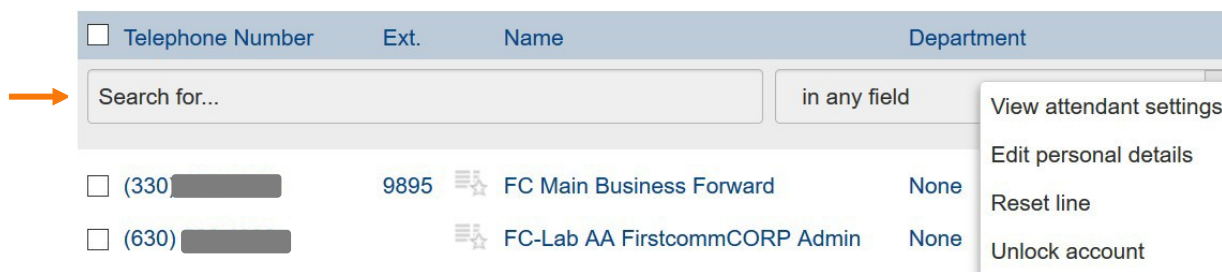 Telephone Number Ext. Name Department
Search for... in any field
View attendant settings
Edit personal details
(330) 9895 FC Main Business Forward None
Reset line
(630) FC-Lab AA FirstcommCORP Admin None
Unlock account